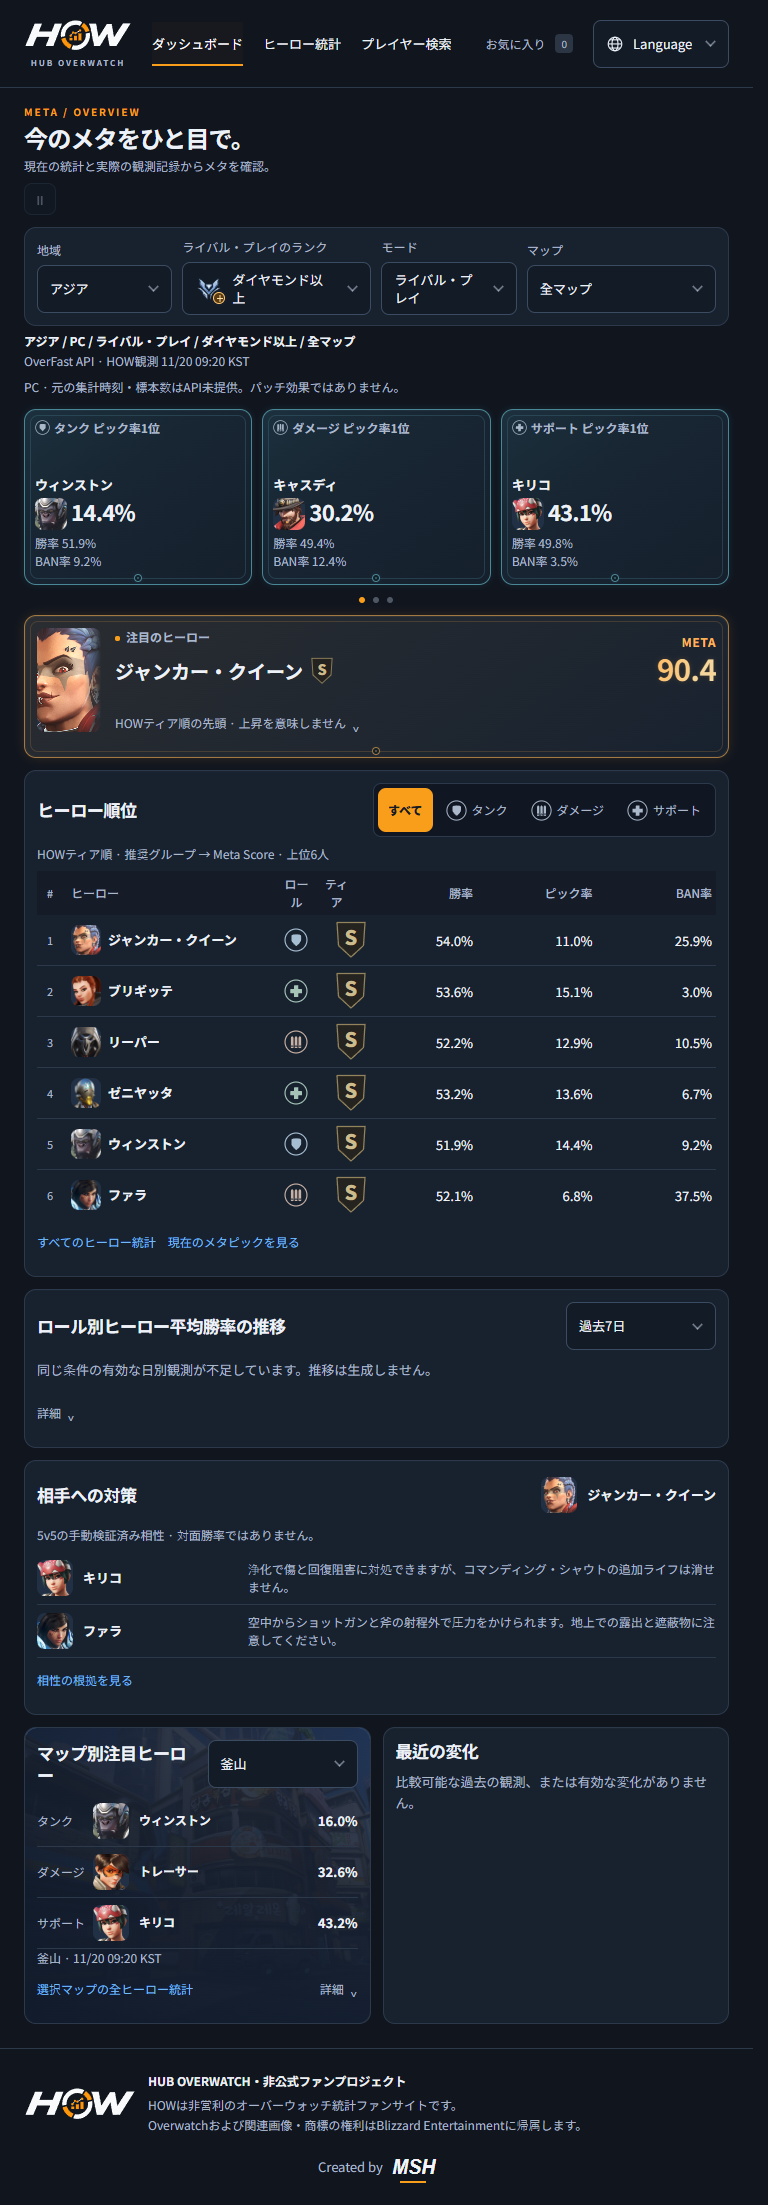 HOW
HUB OVERWATCH
ダッシュボード
ヒーロー統計
プレイヤー検索
お気に入り 0
Language
META / OVERVIEW
今のメタをひと目で。
現在の統計と実際の観測記録からメタを確認。
地域
ライバル・プレイのランク
モード
マップ
アジア
ダイヤモンド以
上
ライバル・プ
レイ
全マップ
アジア / PC / ライバル・プレイ / ダイヤモンド以上 / 全マップ
OverFast API · HOW観測 11/20 09:20 KST
PC · 元の集計時刻・標本数はAPI未提供。パッチ効果ではありません。
タンク ピック率1位
ウィンストン
14.4%
勝率 51.9%
BAN率 9.2%
ダメージ ピック率1位
キャスディ
30.2%
勝率 49.4%
BAN率 12.4%
サポート ピック率1位
キリコ
43.1%
勝率 49.8%
BAN率 3.5%
注目のヒーロー
ジャンカー・クイーン S
HOWティア順の先頭 · 上昇を意味しません
META
90.4
ヒーロー順位
すべて
タンク
ダメージ
サポート
HOWティア順 · 推奨グループ → Meta Score · 上位6人
# ヒーロー ロー
ル ティ
ア 勝率 ピック率 BAN率
1 ジャンカー・クイーン S 54.0% 11.0% 25.9%
2 ブリギッテ S 53.6% 15.1% 3.0%
3 リーパー S 52.2% 12.9% 10.5%
4 ゼニヤッタ S 53.2% 13.6% 6.7%
5 ウィンストン S 51.9% 14.4% 9.2%
6 ファラ S 52.1% 6.8% 37.5%
すべてのヒーロー統計 現在のメタピックを見る
ロール別ヒーロー平均勝率の推移
過去7日
同じ条件の有効な日別観測が不足しています。推移は生成しません。
詳細
相手への対策
ジャンカー・クイーン
5v5の手動検証済み相性 · 対面勝率ではありません。
キリコ
浄化で傷と回復阻害に対処できますが、コマンディング・シャウトの追加ライフは消せ
ません。
ファラ
空中からショットガンと斧の射程外で圧力をかけられます。地上での露出と遮蔽物に注
意してください。
相性の根拠を見る
マップ別注目ヒーロ
ー
釜山
タンク ウィンストン 16.0%
ダメージ トレーサー 32.6%
サポート キリコ 43.2%
釜山 · 11/20 09:20 KST
選択マップの全ヒーロー統計
詳細
最近の変化
比較可能な過去の観測、または有効な変化がありませ
ん。
HOW
HUB OVERWATCH・非公式ファンプロジェクト
HOWは非営利のオーバーウォッチ統計ファンサイトです。
Overwatchおよび関連画像・商標の権利はBlizzard Entertainmentに帰属します。
Created by MSH